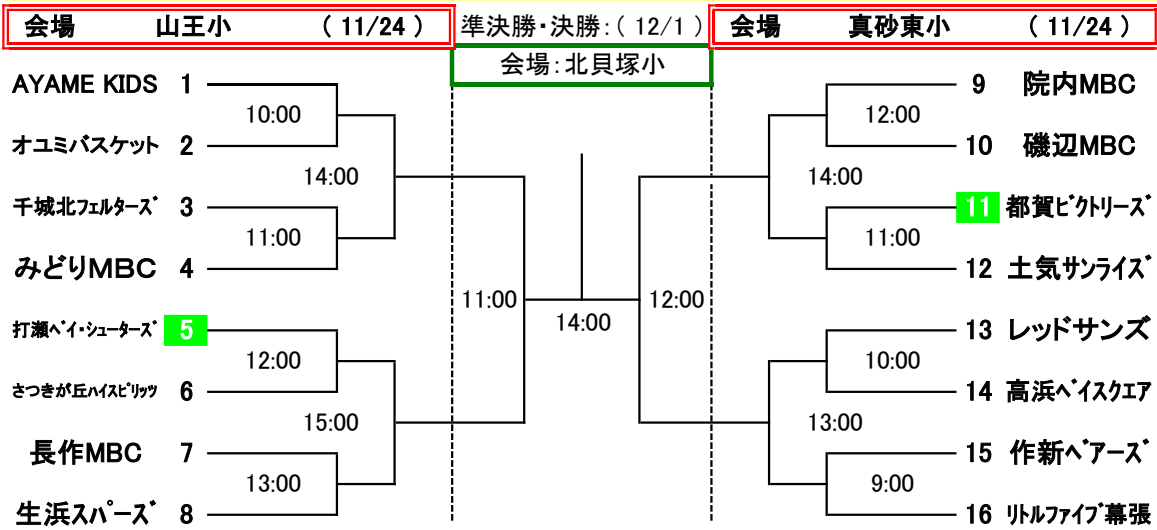 会場 山王小 ( 11/24 )
準決勝・決勝:( 12/1 )
会場 真砂東小 ( 11/24 )
会場:北貝塚小
AYAME KIDS 1
10:00
オユミバスケット 2
14:00
千城北フェルターズ 3
11:00
みどりMBC 4
11:00
打瀬ベイ・シューターズ 5
12:00
さつきが丘ハイスピリッツ 6
15:00
長作MBC 7
13:00
生浜スパーズ 8
14:00
9 院内MBC
12:00
10 磯辺MBC
14:00
11 都賀ビクトリーズ
11:00
12 土気サンライズ
12:00
13 レッドサンズ
10:00
14 高浜ベイスクエア
13:00
15 作新ベアーズ
9:00
16 リトルファイブ幕張